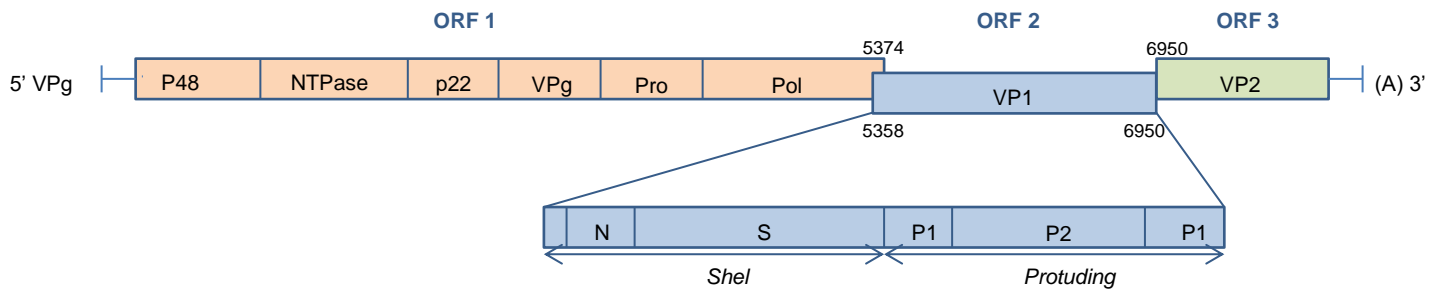 ORF 1 ORF 2 ORF 3
5374 6950
5’ VPg P48 NTPase p22 VPg Pro Pol VP1 VP2 (A) 3’
5358 6950
N S P1 P2 P1
Shel Protuding